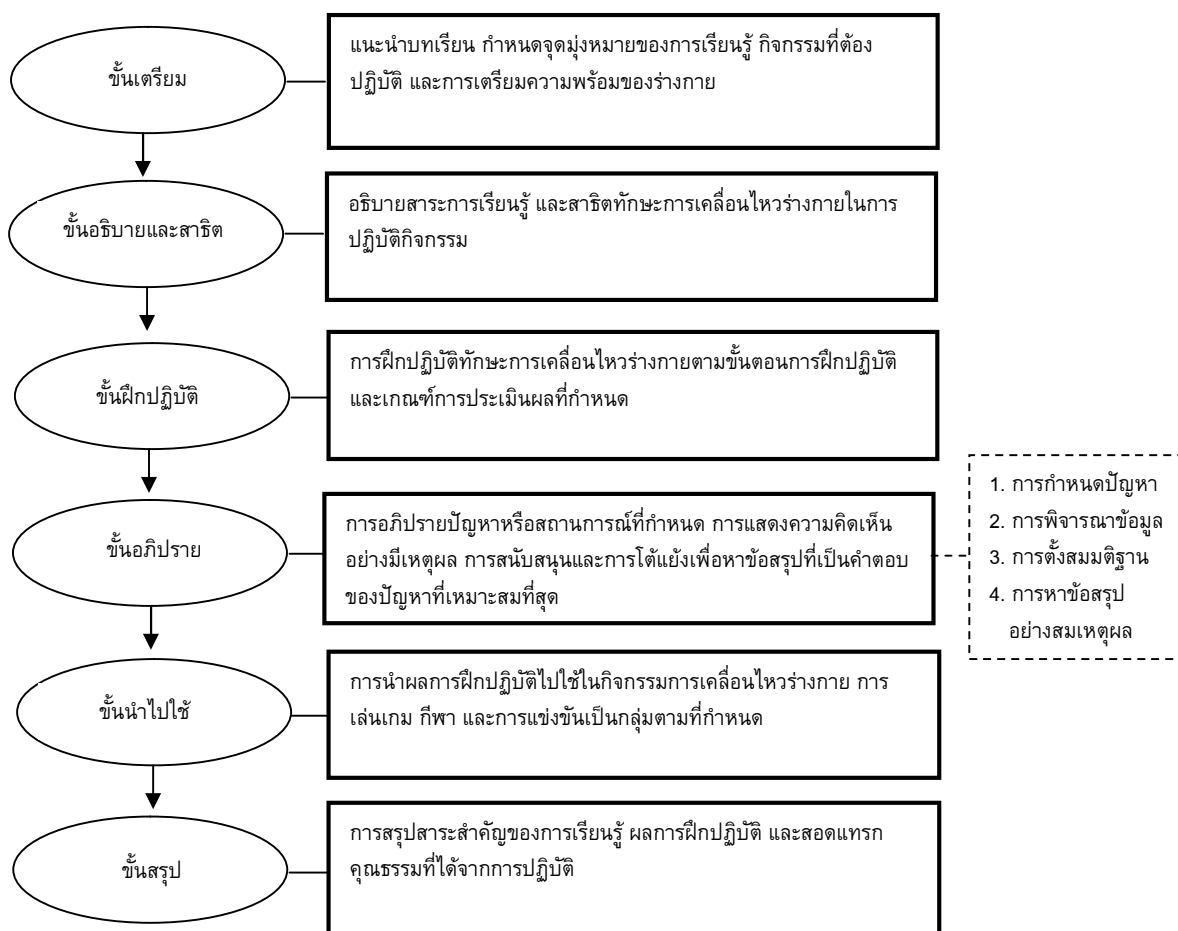 ขั้นเตรียม
แนะนำบทเรียน กำหนดจุดมุ่งหมายของการเรียนรู้ กิจกรรมที่ต้อง
ปฏิบัติ และการเตรียมความพร้อมของร่างกาย
ขั้นอธิบายและสาธิต
อธิบายสาระการเรียนรู้ และสาธิตทักษะการเคลื่อนไหวร่างกายในการ
ปฏิบัติกิจกรรม
ขั้นฝึกปฏิบัติ
การฝึกปฏิบัติทักษะการเคลื่อนไหวร่างกายตามขั้นตอนการฝึกปฏิบัติ
และเกณฑ์การประเมินผลที่กำหนด
ขั้นอภิปราย
การอภิปรายปัญหาหรือสถานการณ์ที่กำหนด การแสดงความคิดเห็น
อย่างมีเหตุผล การสนับสนุนและการโต้แย้งเพื่อหาข้อสรุปที่เป็นคำตอบ
ของปัญหาที่เหมาะสมที่สุด
1. การกำหนดปัญหา
2. การพิจารณาข้อมูล
3. การตั้งสมมติฐาน
4. การหาข้อสรุป
อย่างสมเหตุผล
ขั้นนำไปใช้
การนำผลการฝึกปฏิบัติไปใช้ในกิจกรรมการเคลื่อนไหวร่างกาย การ
เล่นเกม กีฬา และการแข่งขันเป็นกลุ่มตามที่กำหนด
ขั้นสรุป
การสรุปสาระสำคัญของการเรียนรู้ ผลการฝึกปฏิบัติ และสอดแทรก
คุณธรรมที่ได้จากการปฏิบัติ